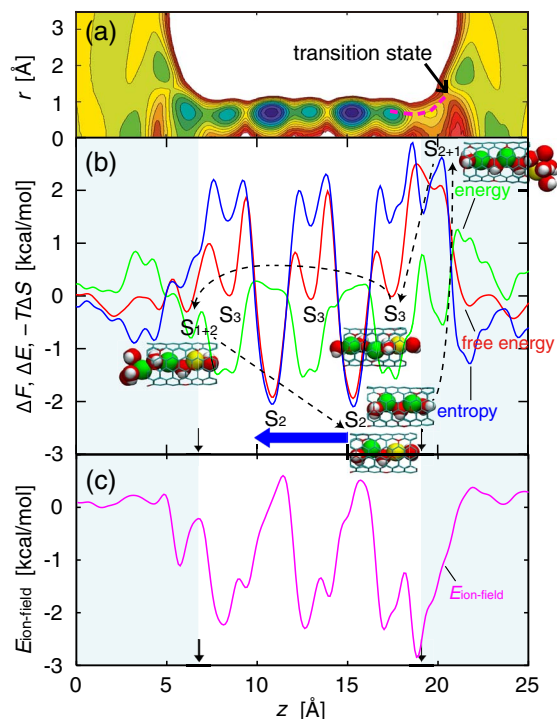 (a)
transition state
r [Å]
3
2
1
0
(b)
S2+1
energy
ΔF, ΔE, −TΔS [kcal/mol]
2
1
0
-1
-2
-3
S1+2
S3
S3
S3
free energy
S2
S2
entropy
(c)
Eion-field [kcal/mol]
0
-1
-2
-3
Eion-field
0 5 10 15 20 25
z [Å]